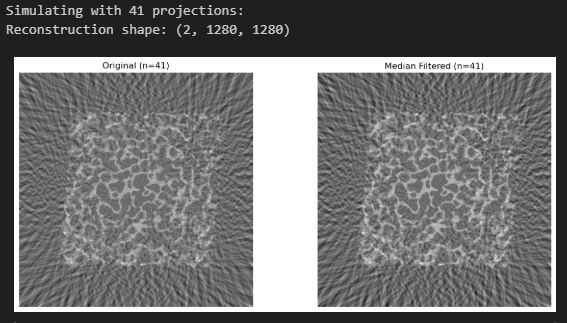 Simulating with 41 projections:
Reconstruction shape: (2, 1280, 1280)
Original (n=41)
Median Filtered (n=41)